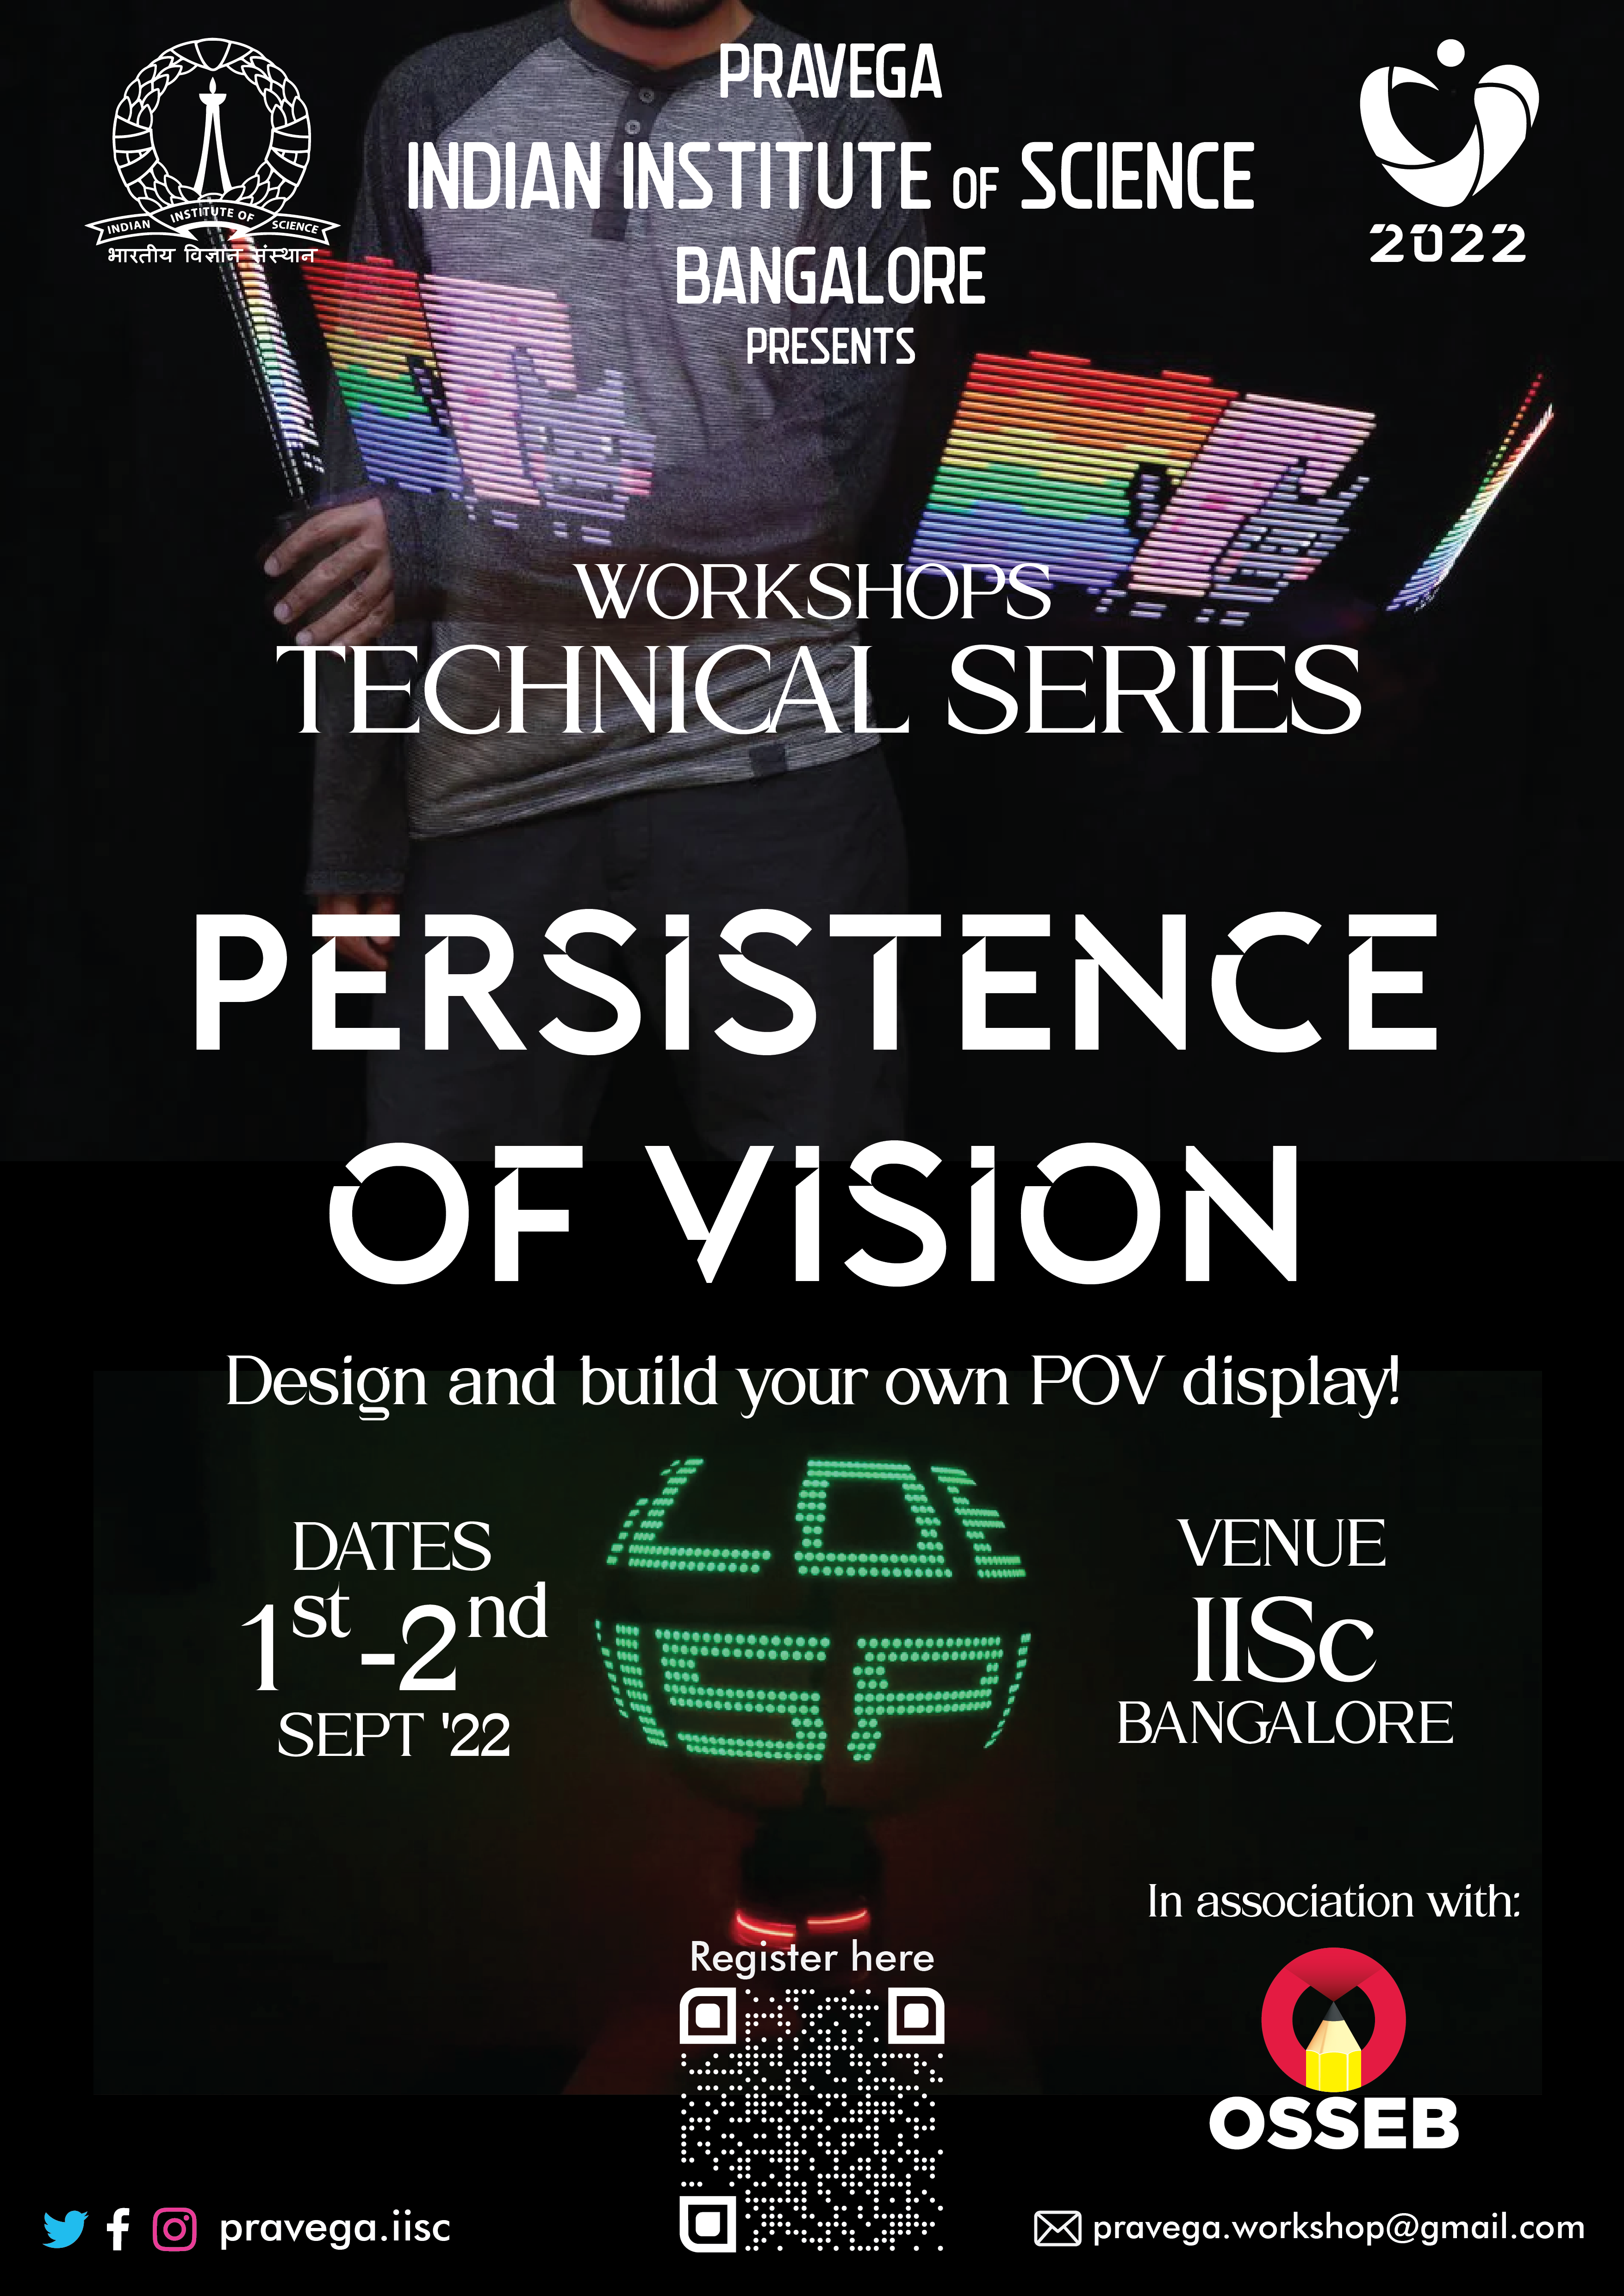 PRAVEGA
INDIAN INSTITUTE OF SCIENCE
BANGALORE
PRESENTS
INDIAN INSTITUTE OF SCIENCE
भारतीय विज्ञान संस्थान
2022
WORKSHOPS
TECHNICAL SERIES
PERSISTENCE
OF VISION
Design and build your own POV display!
DATES
1st-2nd
SEPT '22
VENUE
IISc
BANGALORE
In association with:
OSSEB
Register here
pravega.iisc
pravega.workshop@gmail.com